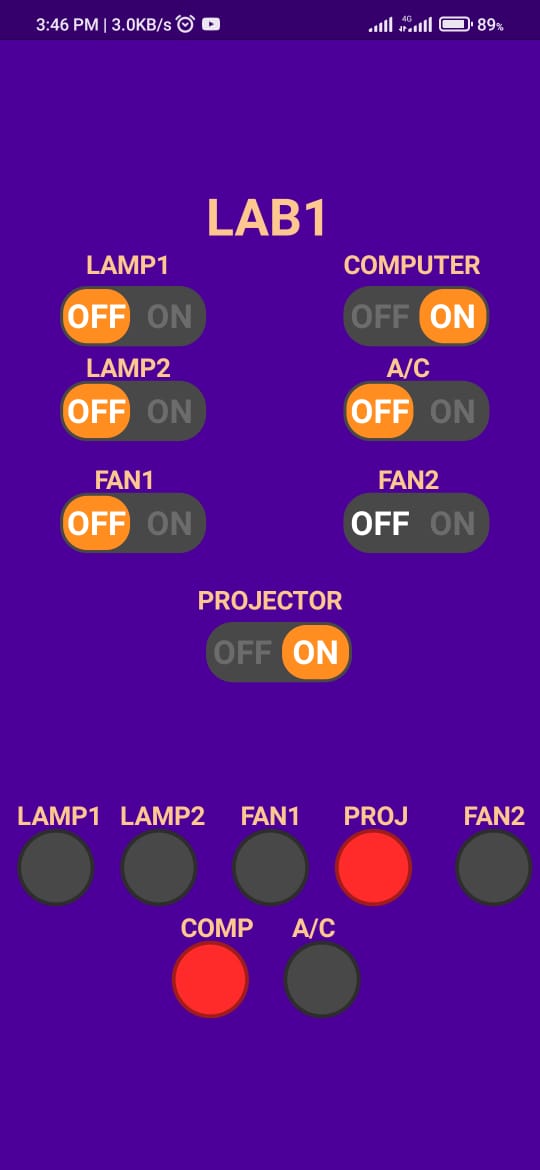 3:46 PM | 3.0KB/s 4G 89%
LAB1
LAMP1 COMPUTER
OFF ON OFF ON
LAMP2 A/C
OFF ON OFF ON
FAN1 FAN2
OFF ON OFF ON
PROJECTOR
OFF ON
LAMP1 LAMP2 FAN1 PROJ FAN2
COMP A/C